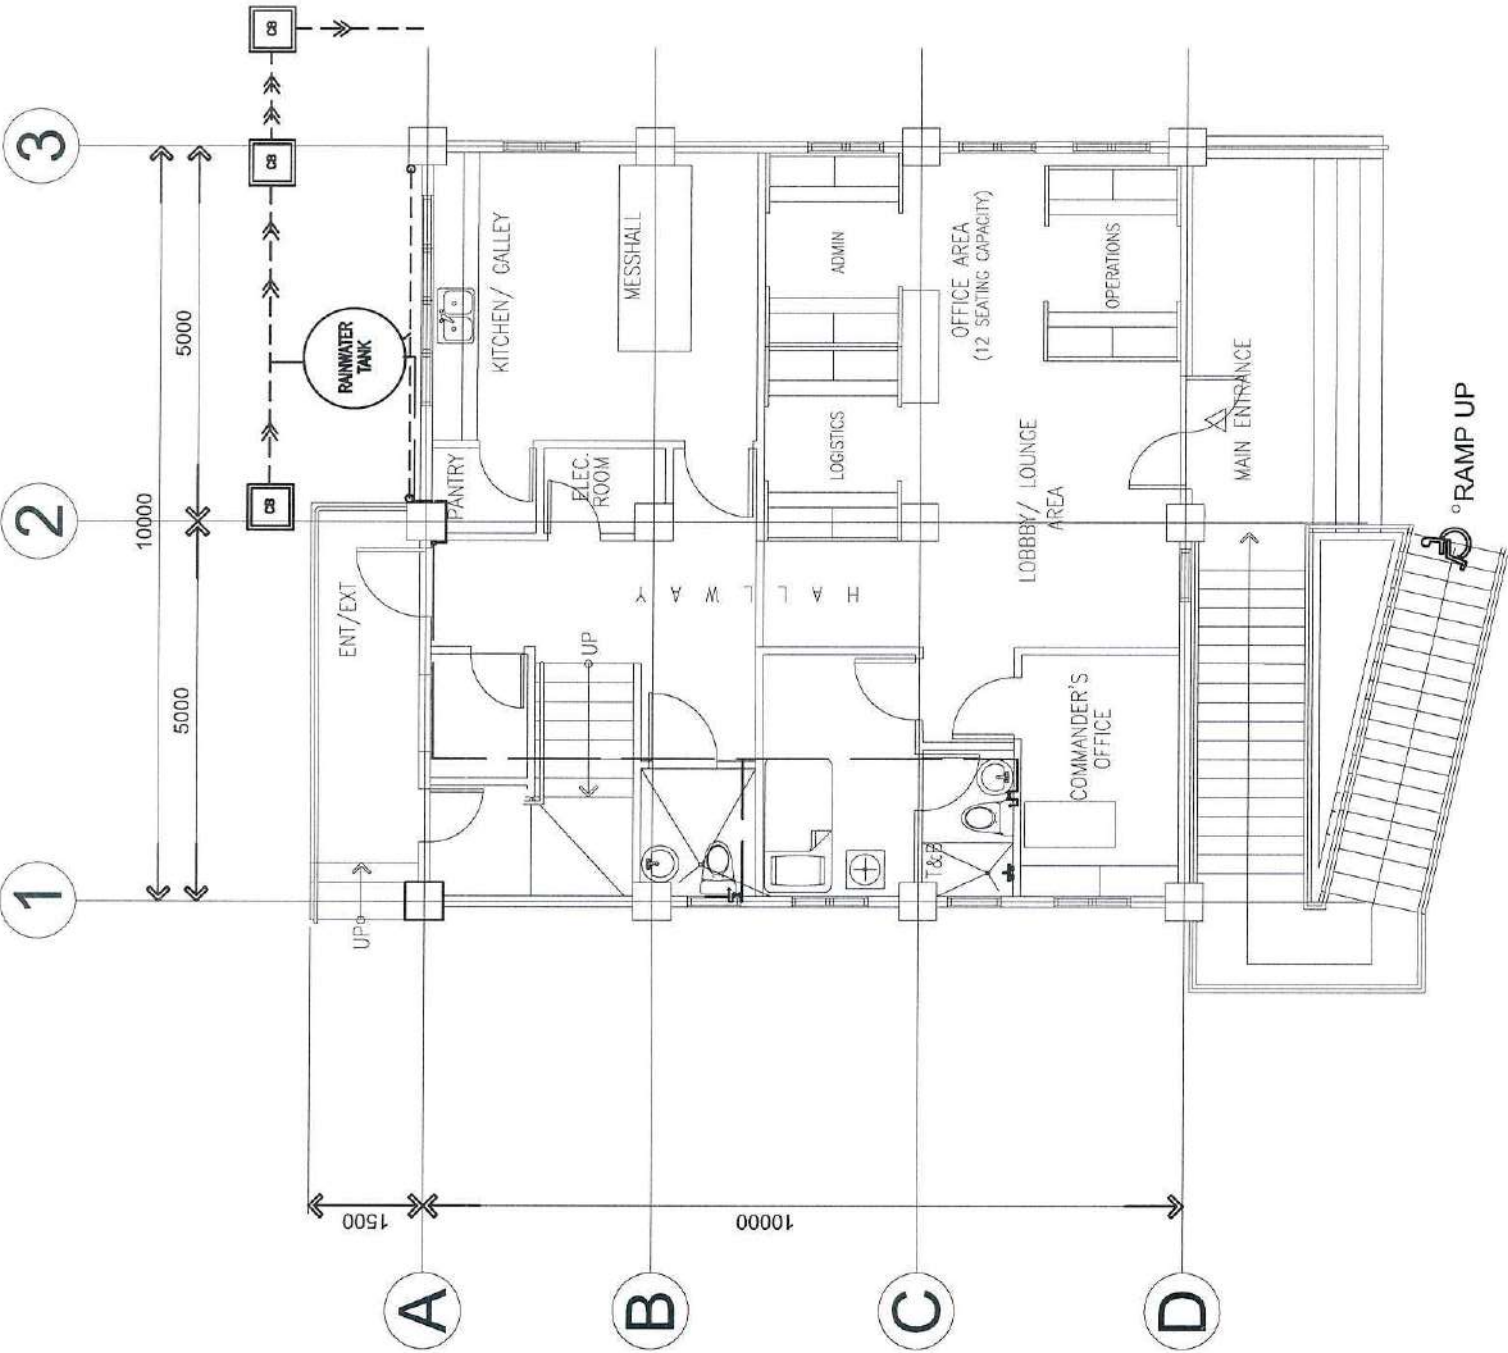 3
2
1
CB
CB
CB
10000
5000
5000
RAINWATER
TANK
KITCHEN/ GALLEY
MESSHALL
PANTRY
ELEC.
ROOM
ADMIN
LOGISTICS
OFFICE AREA
(12 SEATING CAPACITY)
OPERATIONS
LOBBBY/ LOUNGE
AREA
MAIN ENTRANCE
°RAMP UP
ENT/EXT
HALLWAY
UP
UP
COMMANDER'S
OFFICE
T&B
1500
10000
A
B
C
D